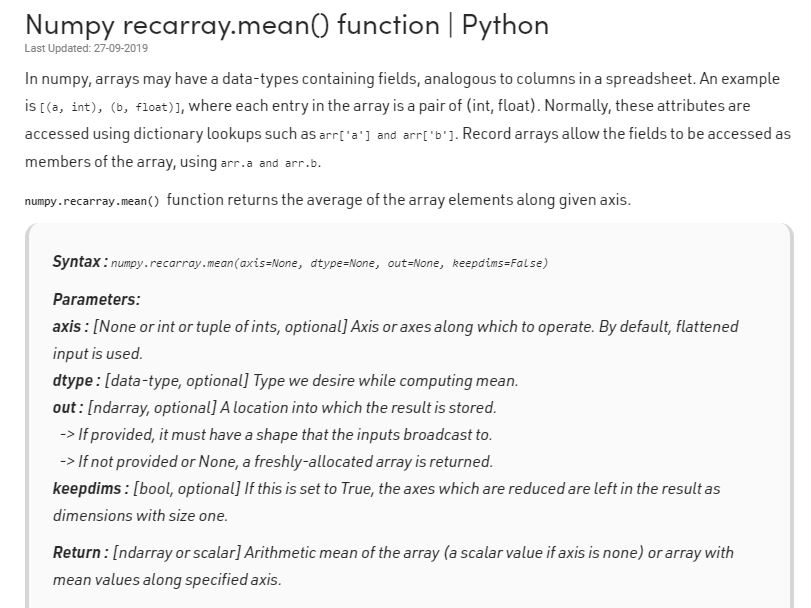 Numpy recarray.mean() function | Python
Last Updated: 27-09-2019
In numpy, arrays may have a data-types containing fields, analogous to columns in a spreadsheet. An example
is [(a, int), (b, float)], where each entry in the array is a pair of (int, float). Normally, these attributes are
accessed using dictionary lookups such as arr['a'] and arr['b']. Record arrays allow the fields to be accessed as
members of the array, using arr.a and arr.b.
numpy.recarray.mean() function returns the average of the array elements along given axis.
Syntax : numpy.recarray.mean(axis=None, dtype=None, out=None, keepdims=False)
Parameters:
axis : [None or int or tuple of ints, optional] Axis or axes along which to operate. By default, flattened
input is used.
dtype : [data-type, optional] Type we desire while computing mean.
out : [ndarray, optional] A location into which the result is stored.
-> If provided, it must have a shape that the inputs broadcast to.
-> If not provided or None, a freshly-allocated array is returned.
keepdims : [bool, optional] If this is set to True, the axes which are reduced are left in the result as
dimensions with size one.
Return : [ndarray or scalar] Arithmetic mean of the array (a scalar value if axis is none) or array with
mean values along specified axis.